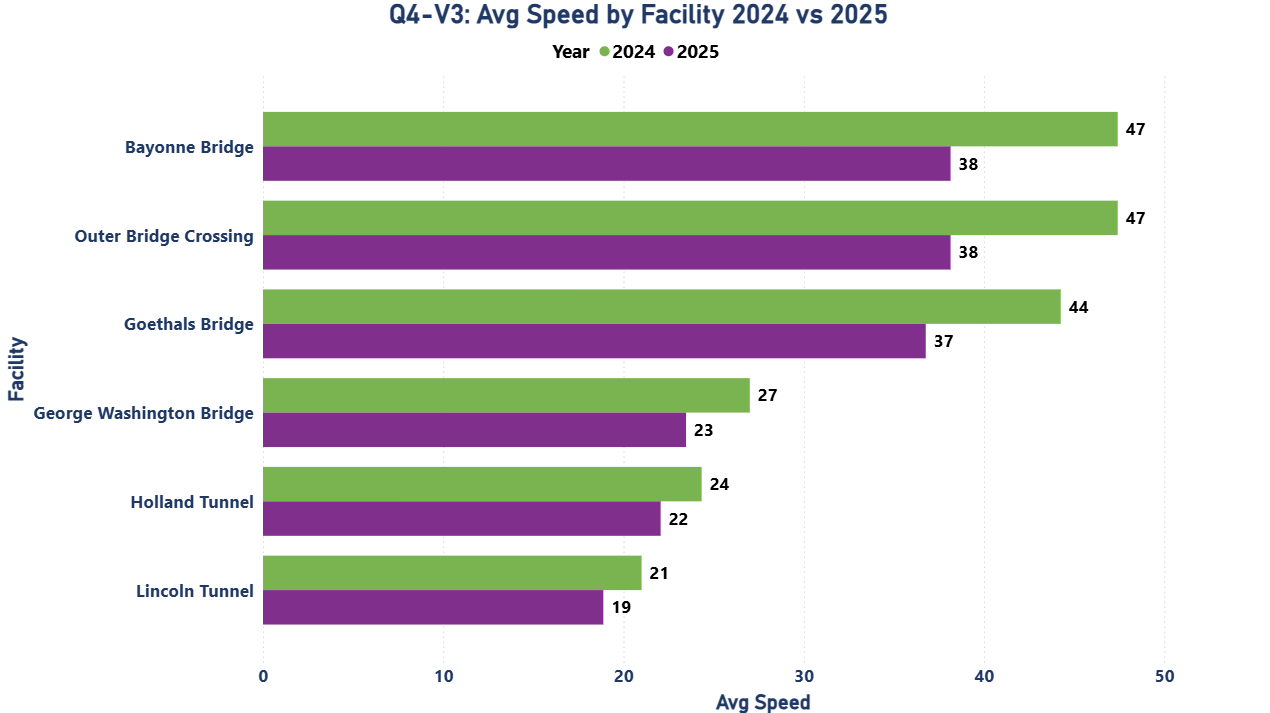 Q4-V3: Avg Speed by Facility 2024 vs 2025
Year 2024 2025
Facility
Bayonne Bridge 47
38
Outer Bridge Crossing 47
38
Goethals Bridge 44
37
George Washington Bridge 27
23
Holland Tunnel 24
22
Lincoln Tunnel 21
19
0 10 20 30 40 50
Avg Speed